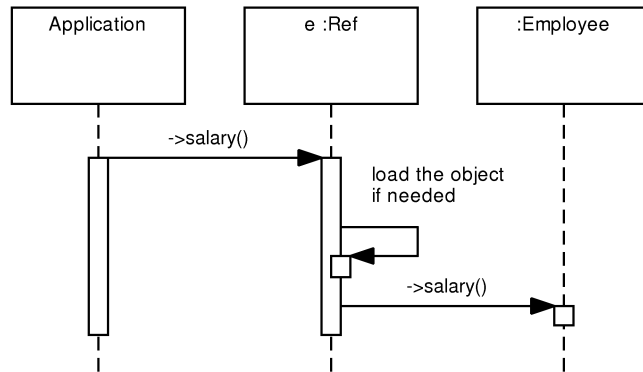 Application
e :Ref
:Employee
->salary()
load the object
if needed
->salary()